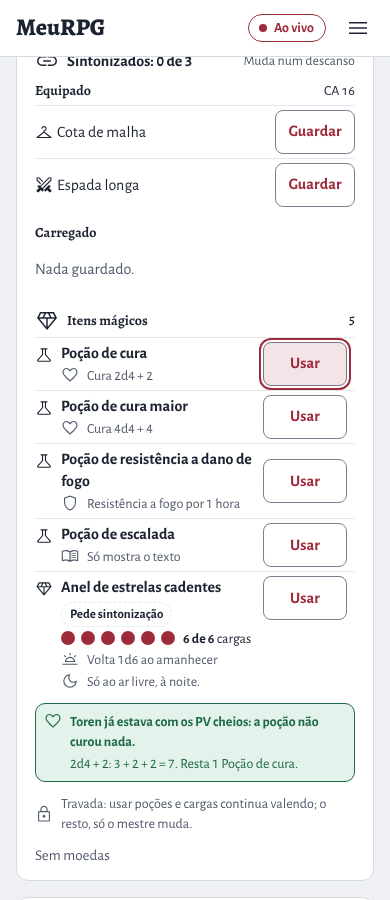 MeuRPG
Ao vivo
Sintonizados: 0 de 3
Muda num descanso
Equipado
CA 16
Cota de malha
Guardar
Espada longa
Guardar
Carregado
Nada guardado.
Itens mágicos
5
Poção de cura
Cura 2d4 + 2
Usar
Poção de cura maior
Cura 4d4 + 4
Usar
Poção de resistência a dano de
fogo
Resistência a fogo por 1 hora
Usar
Poção de escalada
Só mostra o texto
Usar
Anel de estrelas cadentes
Usar
Pede sintonização
6 de 6 cargas
Volta 1d6 ao amanhecer
Só ao ar livre, à noite.
Toren já estava com os PV cheios: a poção não
curou nada.
2d4 + 2: 3 + 2 + 2 = 7. Resta 1 Poção de cura.
Travada: usar poções e cargas continua valendo; o
resto, só o mestre muda.
Sem moedas